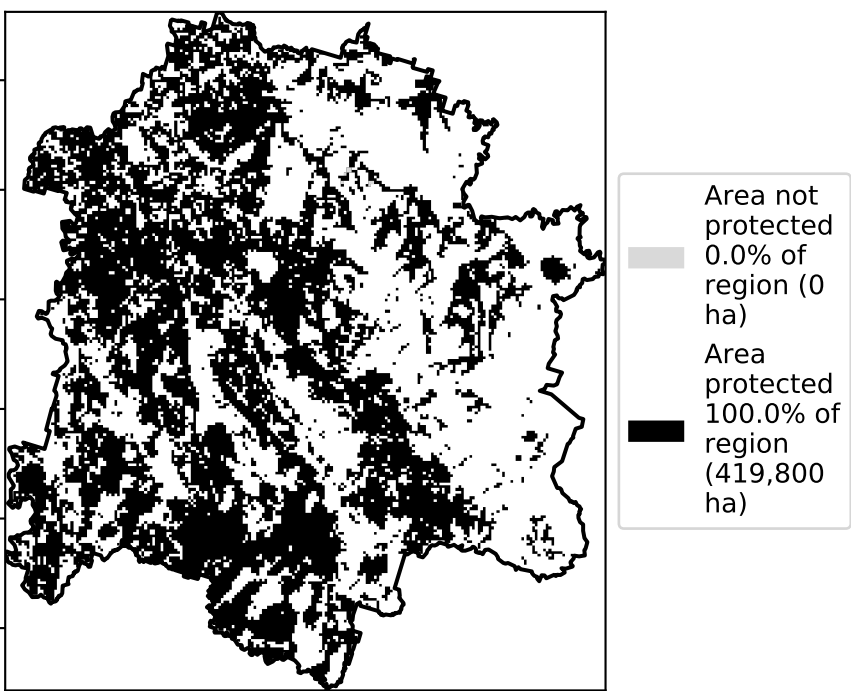 Area not
protected
0.0% of
region (0
ha)
Area
protected
100.0% of
region
(419,800
ha)